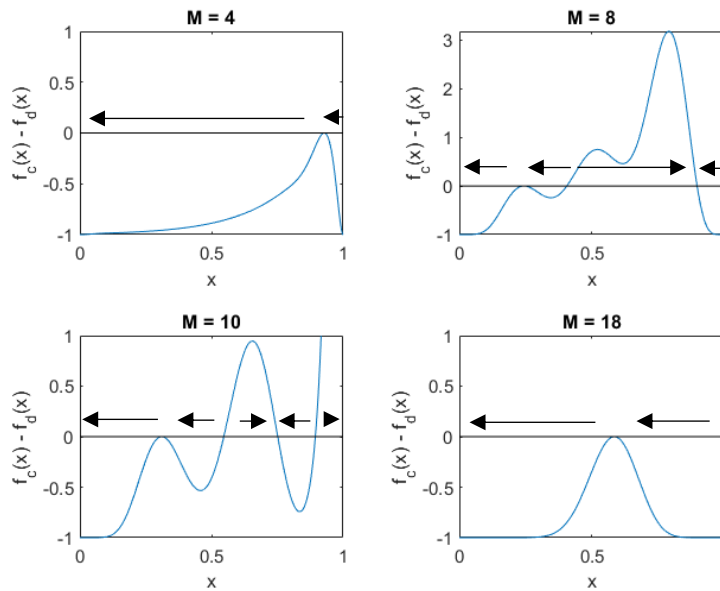 M = 4
1
0.5
0
-0.5
-1
f_c(x) - f_d(x)
0
0.5
1
x
M = 8
3
2
1
0
-1
f_c(x) - f_d(x)
0
0.5
x
M = 10
1
0.5
0
-0.5
-1
f_c(x) - f_d(x)
0
0.5
1
x
M = 18
1
0.5
0
-0.5
-1
f_c(x) - f_d(x)
0
0.5
x